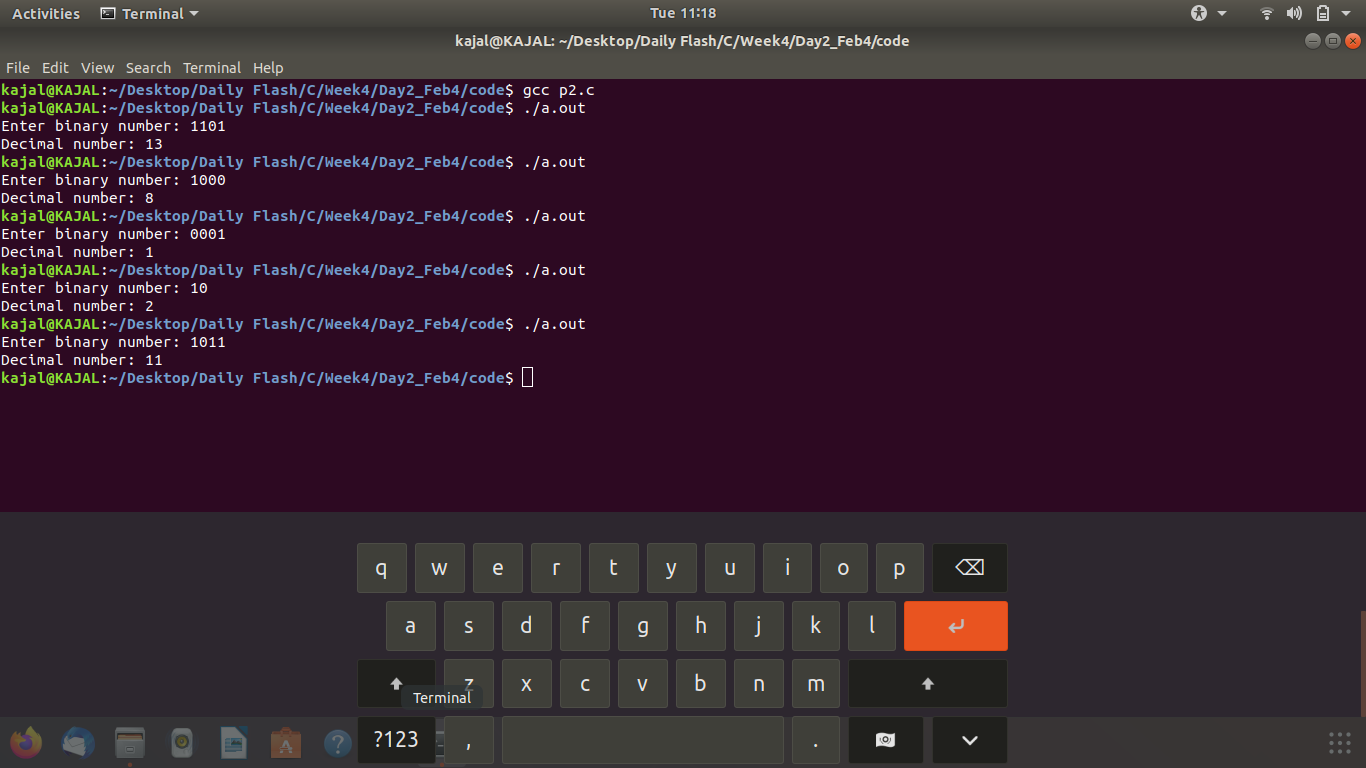 Activities Terminal Tue 11:18
kajal@KAJAL: ~/Desktop/Daily Flash/C/Week4/Day2_Feb4/code
File Edit View Search Terminal Help
kajal@KAJAL:~/Desktop/Daily Flash/C/Week4/Day2_Feb4/code$ gcc p2.c
kajal@KAJAL:~/Desktop/Daily Flash/C/Week4/Day2_Feb4/code$ ./a.out
Enter binary number: 1101
Decimal number: 13
kajal@KAJAL:~/Desktop/Daily Flash/C/Week4/Day2_Feb4/code$ ./a.out
Enter binary number: 1000
Decimal number: 8
kajal@KAJAL:~/Desktop/Daily Flash/C/Week4/Day2_Feb4/code$ ./a.out
Enter binary number: 0001
Decimal number: 1
kajal@KAJAL:~/Desktop/Daily Flash/C/Week4/Day2_Feb4/code$ ./a.out
Enter binary number: 10
Decimal number: 2
kajal@KAJAL:~/Desktop/Daily Flash/C/Week4/Day2_Feb4/code$ ./a.out
Enter binary number: 1011
Decimal number: 11
kajal@KAJAL:~/Desktop/Daily Flash/C/Week4/Day2_Feb4/code$
q w e r t y u i o p
a s d f g h j k l
z x c v b n m
Terminal
?123 , .